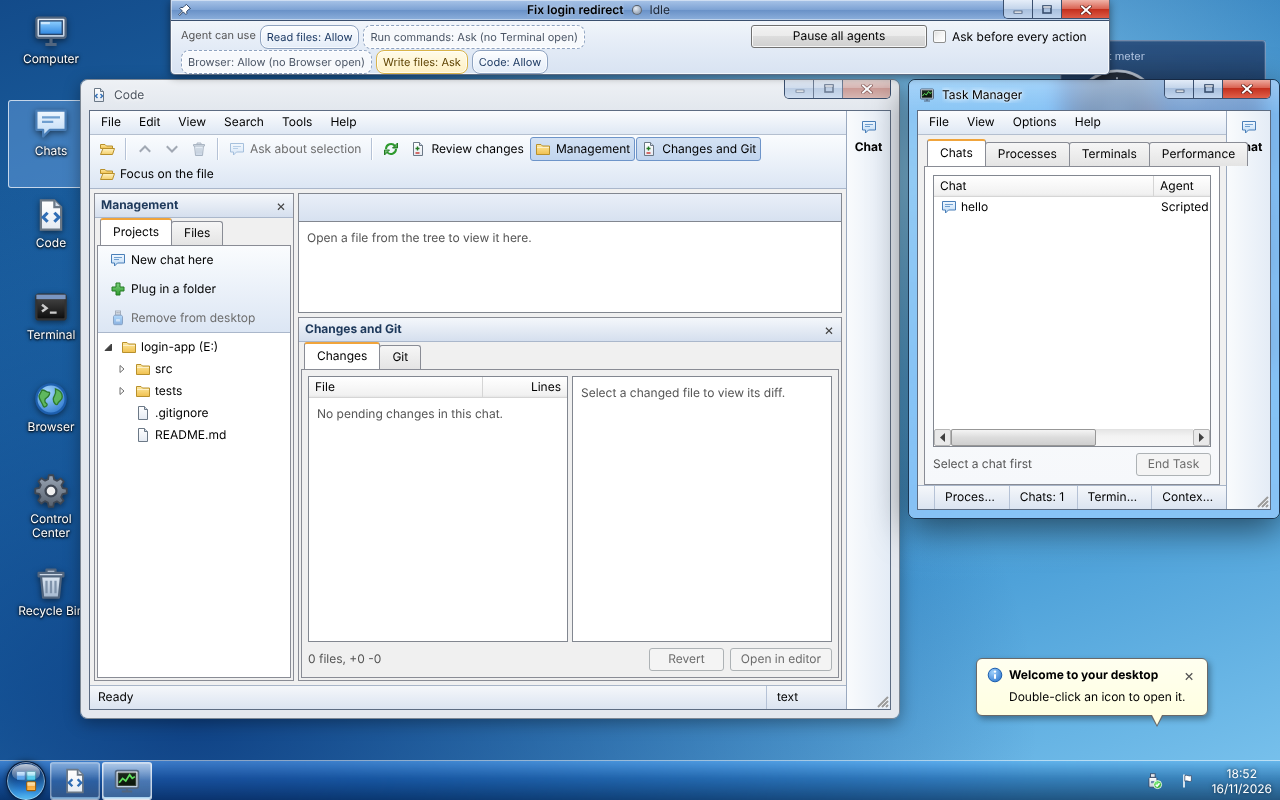 Fix login redirect Idle
Agent can use Read files: Allow Run commands: Ask (no Terminal open)
Browser: Allow (no Browser open) Write files: Ask Code: Allow
Pause all agents Ask before every action
meter
Computer
Chats
Code
Terminal
Browser
Control
Center
Recycle Bin
Code
File Edit View Search Tools Help
Ask about selection Review changes Management Changes and Git
Focus on the file
Management
Projects Files
New chat here
Plug in a folder
Remove from desktop
login-app (E:)
src
tests
.gitignore
README.md
Open a file from the tree to view it here.
Changes and Git
Changes Git
File Lines
No pending changes in this chat.
Select a changed file to view its diff.
0 files, +0 -0 Revert Open in editor
Ready text
Chat
Task Manager
File View Options Help
Chats Processes Terminals Performance
Chat Agent
hello Scripted
Select a chat first End Task
Proces... Chats: 1 Termin... Contex...
Welcome to your desktop
Double-click an icon to open it.
18:52
16/11/2026